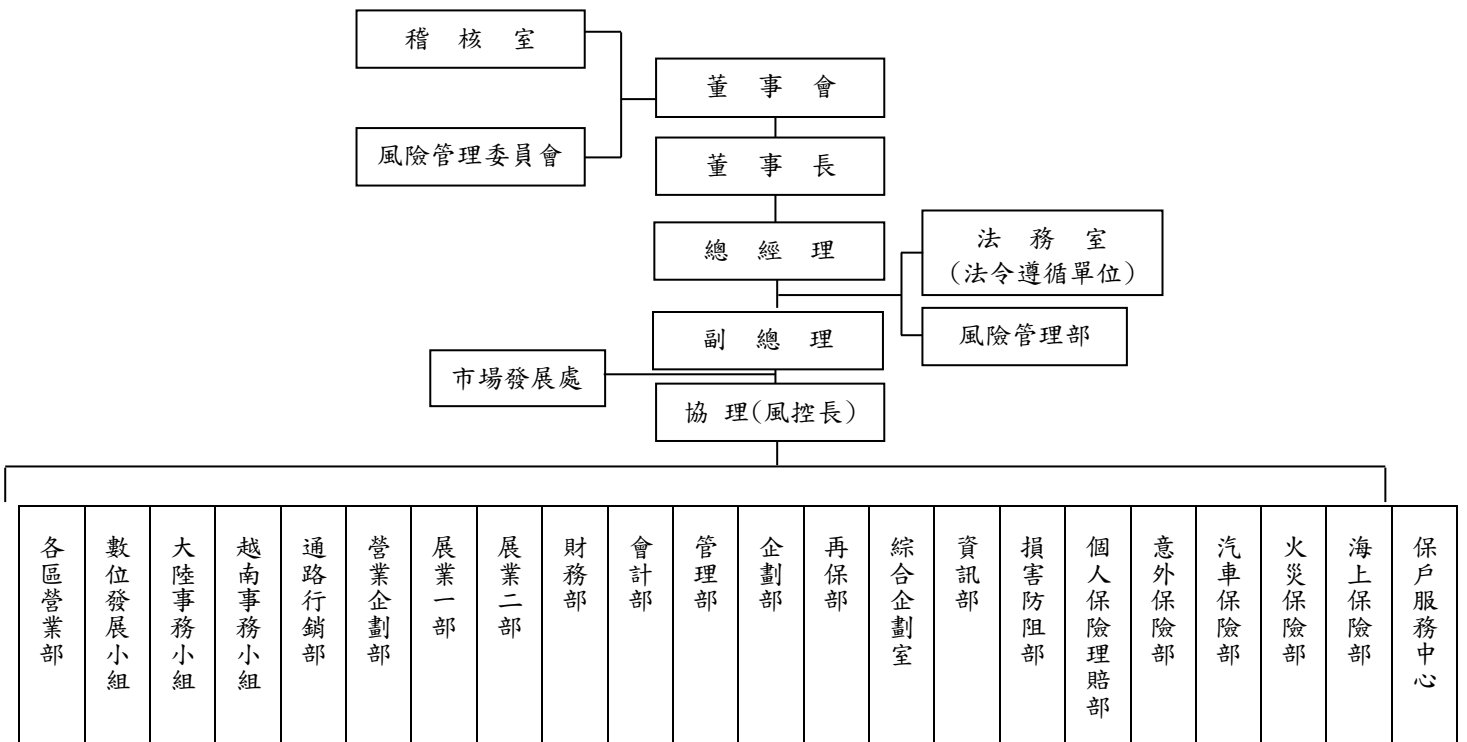 稽 核 室
董 事 會
風險管理委員會
董 事 長
總 經 理
法 務 室
(法令遵循單位)
風險管理部
副 總 理
市場發展處
協 理(風控長)
各區營業部
數位發展小組
大陸事務小組
越南事務小組
通路行銷部
營業企劃部
展業一部
展業二部
財務部
會計部
管理部
企劃部
再保部
綜合企劃室
資訊部
損害防阻部
個人保險理賠部
意外保險部
汽車保險部
火災保險部
海上保險部
保戶服務中心